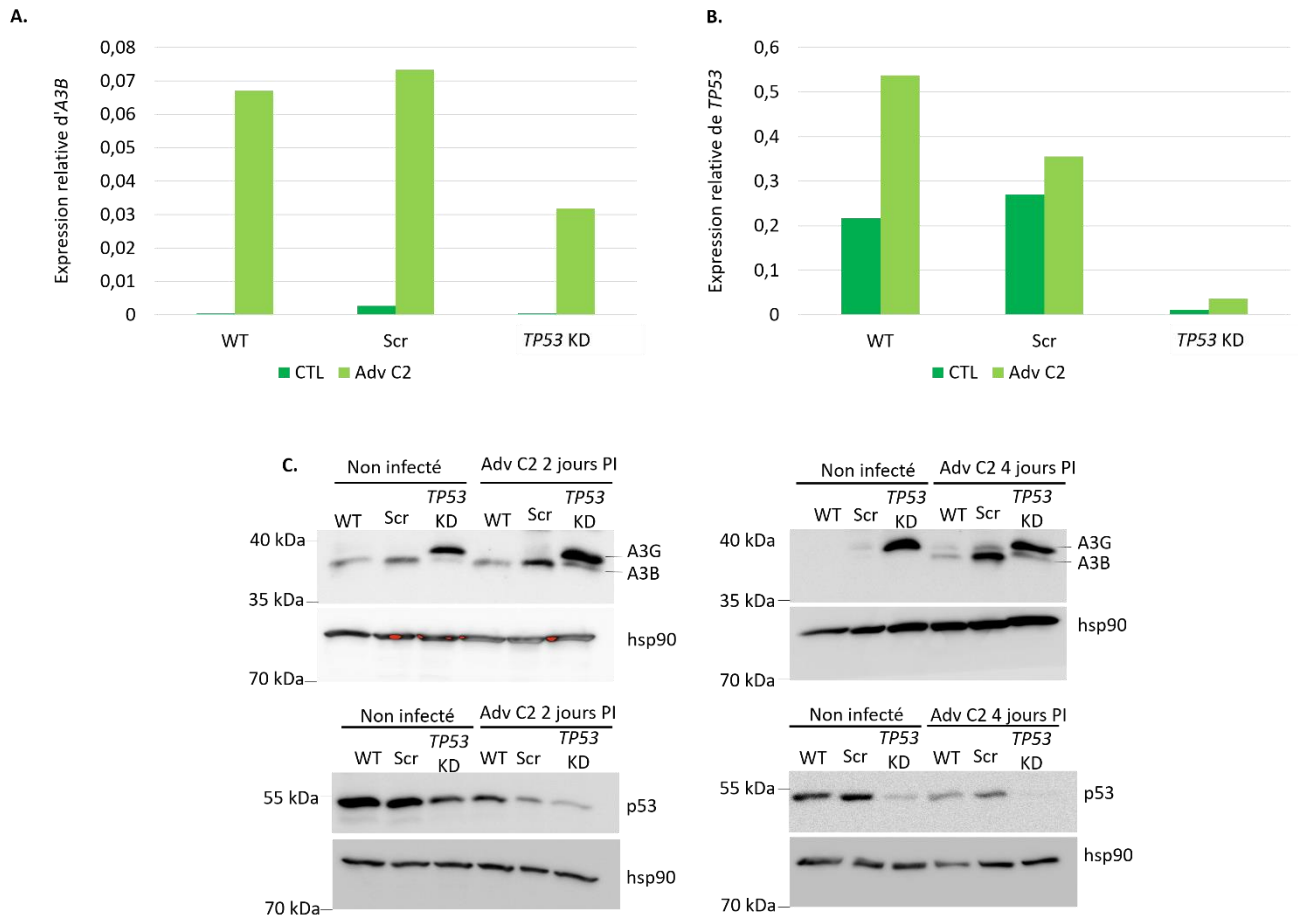 A.
Expression relative d'A3B
0,08
0,07
0,06
0,05
0,04
0,03
0,02
0,01
0
WT Scr TP53 KD
CTL Adv C2
B.
Expression relative de TP53
0,6
0,5
0,4
0,3
0,2
0,1
0
WT Scr TP53 KD
CTL Adv C2
C.
Non infecté Adv C2 2 jours PI
WT Scr TP53 KD WT Scr TP53 KD
40 kDa
A3G
A3B
35 kDa
hsp90
70 kDa
Non infecté Adv C2 4 jours PI
WT Scr TP53 KD WT Scr TP53 KD
40 kDa
A3G
A3B
35 kDa
hsp90
70 kDa
Non infecté Adv C2 2 jours PI
WT Scr TP53 KD WT Scr TP53 KD
55 kDa
p53
hsp90
70 kDa
Non infecté Adv C2 4 jours PI
WT Scr TP53 KD WT Scr TP53 KD
55 kDa
p53
hsp90
70 kDa